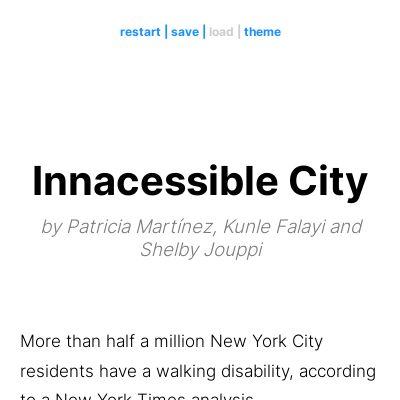 restart | save | load | theme
Innacessible City
by Patricia Martínez, Kunle Falayi and
Shelby Jouppi
More than half a million New York City
residents have a walking disability, according
to a New York Times analysis